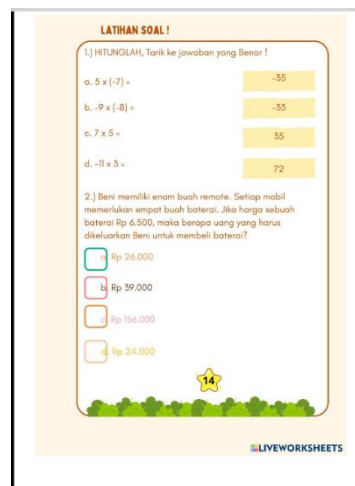 LATIHAN SOAL !
1.) HITUNGLAH, Tarik ke jawaban yang Benar !
a. 5 x (-7) =
-35
b. -9 x (-8) =
-33
c. 7 x 5 =
35
d. -11 x 3 =
72
2.) Beni memiliki enam buah remote. Setiap mobil
memerlukan empat buah baterai. Jika harga sebuah
baterai Rp 6.500, maka berapa uang yang harus
dikeluarkan Beni untuk membeli baterai?
a. Rp 26.000
b. Rp 39.000
c. Rp 156.000
d. Rp 24.000
14
LIVEWORKSHEETS